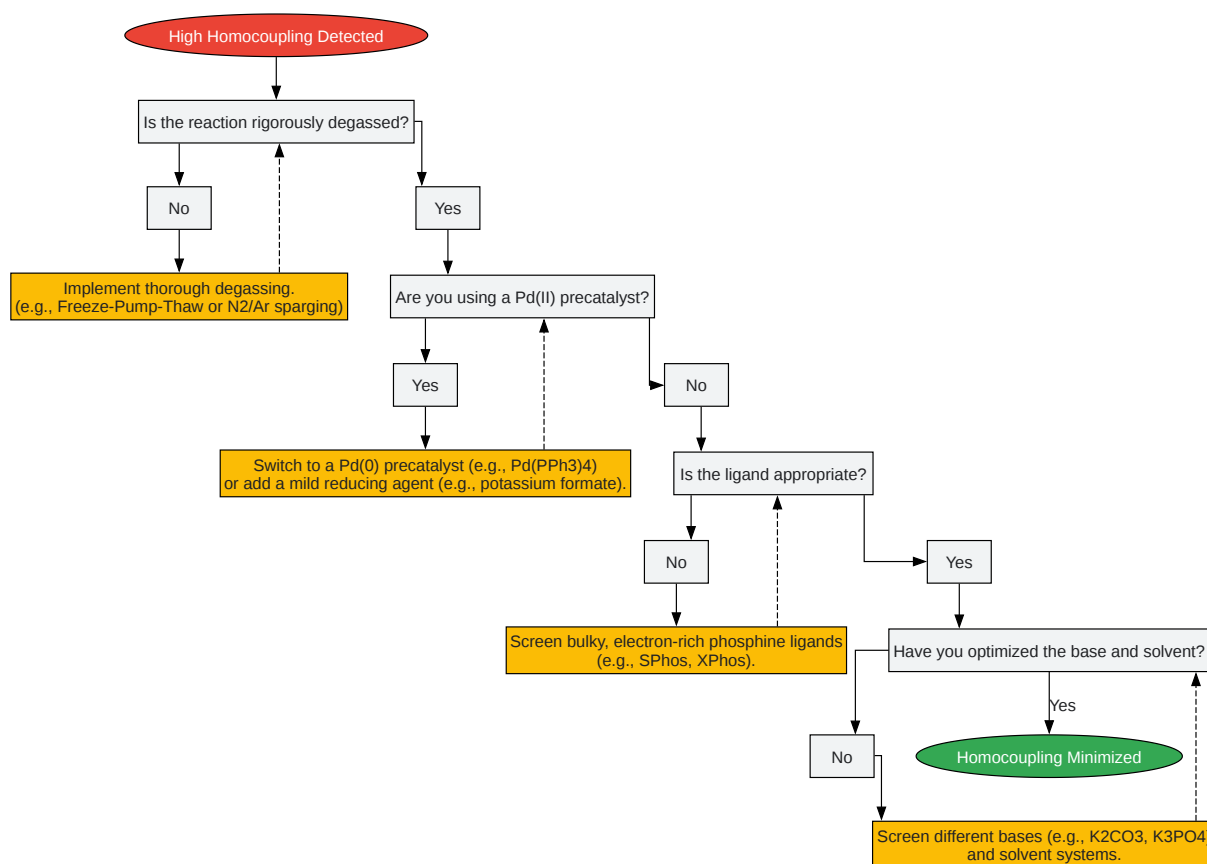 High Homocoupling Detected
Is the reaction rigorously degassed?
No
Yes
Implement thorough degassing.
(e.g., Freeze-Pump-Thaw or N2/Ar sparging)
Are you using a Pd(II) precatalyst?
Yes
No
Switch to a Pd(0) precatalyst (e.g., Pd(PPh3)4)
or add a mild reducing agent (e.g., potassium formate).
Is the ligand appropriate?
No
Yes
Screen bulky, electron-rich phosphine ligands
(e.g., SPhos, XPhos).
Have you optimized the base and solvent?
Yes
No
Homocoupling Minimized
Screen different bases (e.g., K2CO3, K3PO4)
and solvent systems.